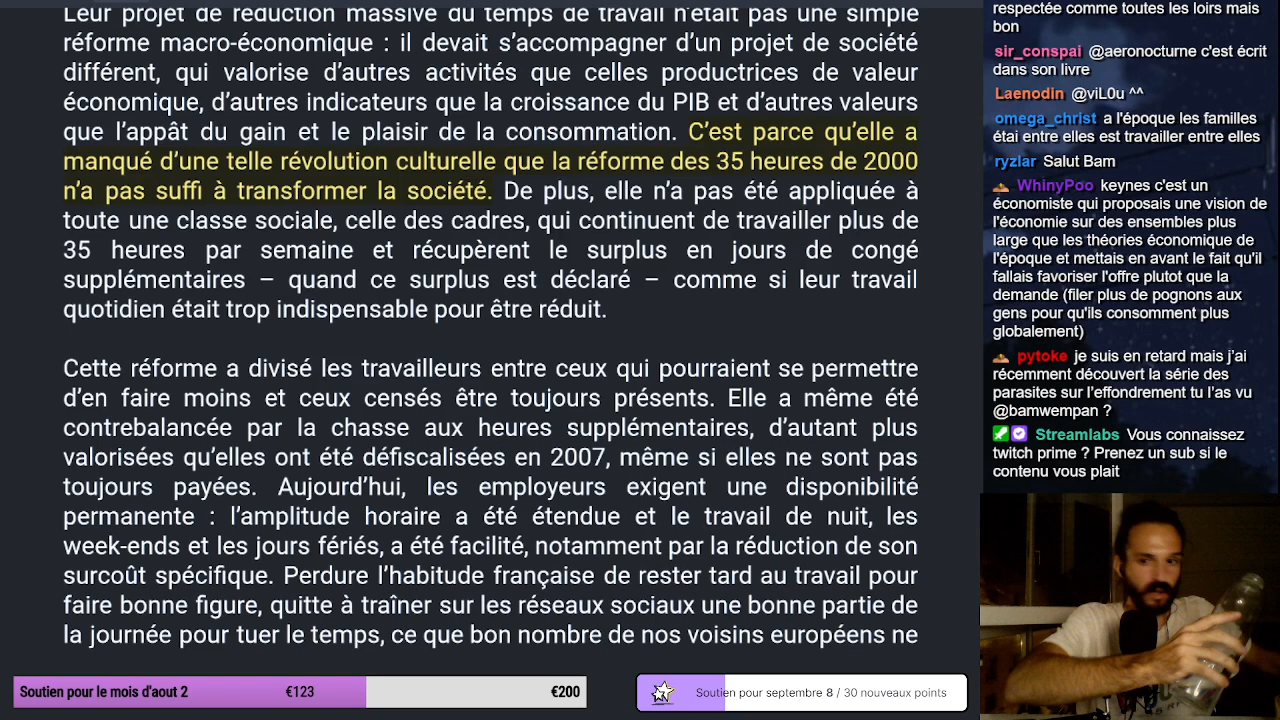 Leur projet de réduction massive du temps de travail n'était pas une simple
réforme macro-économique : il devait s'accompagner d'un projet de société
différent, qui valorise d'autres activités que celles productrices de valeur
économique, d'autres indicateurs que la croissance du PIB et d'autres valeurs
que l'appât du gain et le plaisir de la consommation. C'est parce qu'elle a
manqué d'une telle révolution culturelle que la réforme des 35 heures de 2000
n'a pas suffi à transformer la société. De plus, elle n'a pas été appliquée à
toute une classe sociale, celle des cadres, qui continuent de travailler plus de
35 heures par semaine et récupèrent le surplus en jours de congé
supplémentaires – quand ce surplus est déclaré – comme si leur travail
quotidien était trop indispensable pour être réduit.
Cette réforme a divisé les travailleurs entre ceux qui pourraient se permettre
d'en faire moins et ceux censés être toujours présents. Elle a même été
contrebalancée par la chasse aux heures supplémentaires, d'autant plus
valorisées qu'elles ont été défiscalisées en 2007, même si elles ne sont pas
toujours payées. Aujourd'hui, les employeurs exigent une disponibilité
permanente : l'amplitude horaire a été étendue et le travail de nuit, les
week-ends et les jours fériés, a été facilité, notamment par la réduction de son
surcoût spécifique. Perdure l'habitude française de rester tard au travail pour
faire bonne figure, quitte à traîner sur les réseaux sociaux une bonne partie de
la journée pour tuer le temps, ce que bon nombre de nos voisins européens ne
Soutien pour le mois d'aout 2 €123 €200
Soutien pour septembre 8 / 30 nouveaux points
respectée comme toutes les loirs mais
bon
sir_conspai @aeronocturne c'est écrit
dans son livre
Laenodin @viL0u ^^
omega_christ a l'époque les familles
étai entre elles est travailler entre elles
ryzlar Salut Bam
WhinyPoo keynes c'est un
économiste qui proposais une vision de
l'économie sur des ensembles plus
large que les théories économique de
l'époque et mettais en avant le fait qu'il
fallais favoriser l'offre plutot que la
demande (filer plus de pognons aux
gens pour qu'ils consomment plus
globalement)
pytoke je suis en retard mais j'ai
récemment découvert la série des
parasites sur l'effondrement tu l'as vu
@bamwempan ?
Streamlabs Vous connaissez
twitch prime ? Prenez un sub si le
contenu vous plait